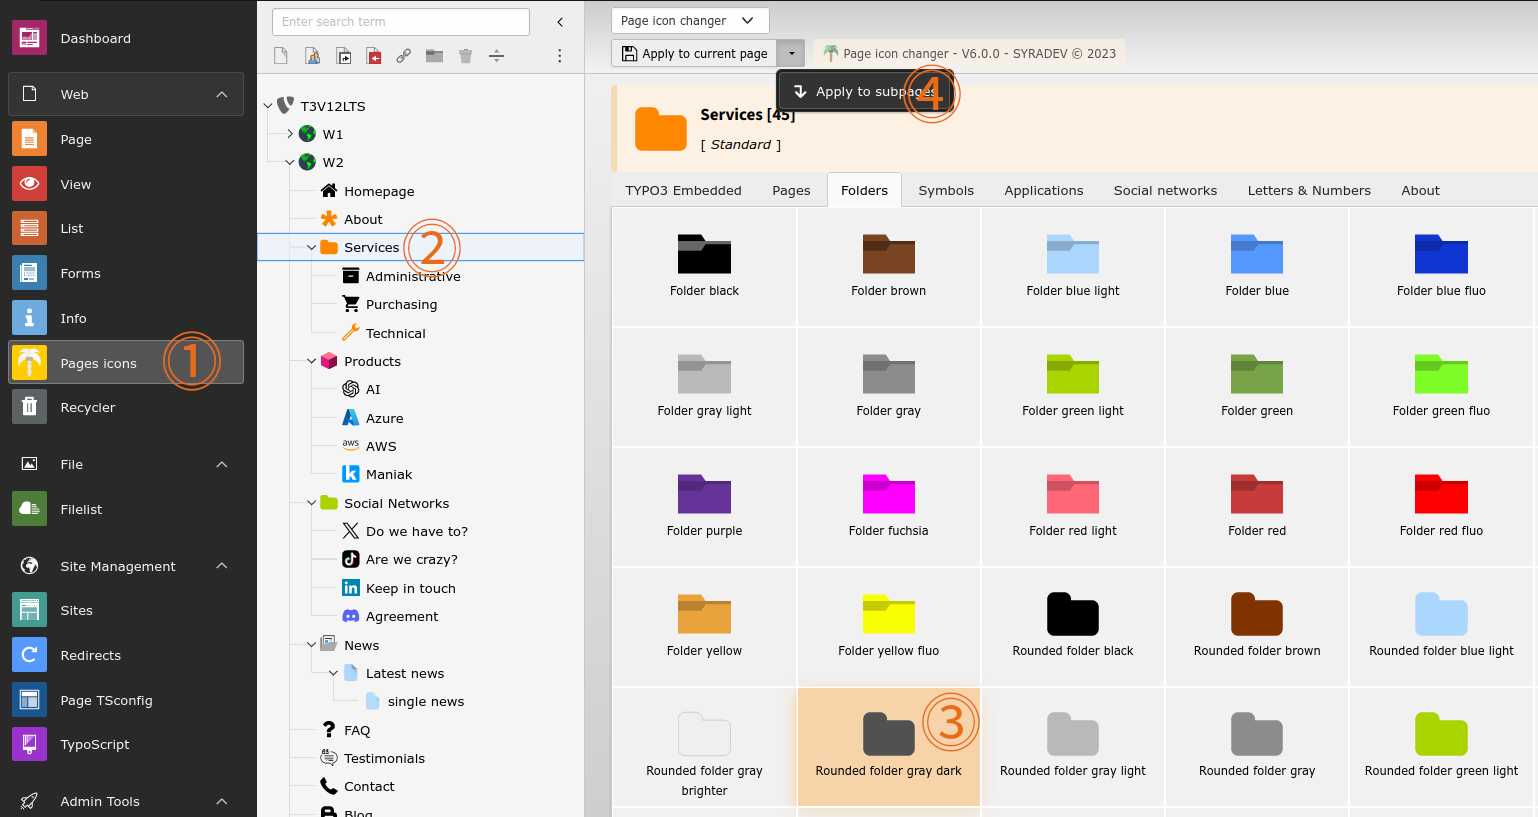 Dashboard
Web
Page
View
List
Forms
Info
Pages icons
1
Recycler
File
Filelist
Site Management
Sites
Redirects
Page TSconfig
TypoScript
Admin Tools
Enter search term
T3V12LTS
W1
W2
Homepage
About
Services
2
Administrative
Purchasing
Technical
Products
AI
Azure
aws AWS
Maniak
Social Networks
Do we have to?
Are we crazy?
in Keep in touch
Agreement
News
Latest news
single news
FAQ
Testimonials
Contact
Blog
Page icon changer
Apply to current page
Page icon changer - V6.0.0 - SYRADEV © 2023
Apply to subpages
4
Services [45]
[ Standard ]
TYPO3 Embedded Pages Folders Symbols Applications Social networks Letters & Numbers About
Folder black Folder brown Folder blue light Folder blue Folder blue fluo
Folder gray light Folder gray Folder green light Folder green Folder green fluo
Folder purple Folder fuchsia Folder red light Folder red Folder red fluo
Folder yellow Folder yellow fluo Rounded folder black Rounded folder brown Rounded folder blue light
3
Rounded folder gray brighter Rounded folder gray dark Rounded folder gray light Rounded folder gray Rounded folder green light